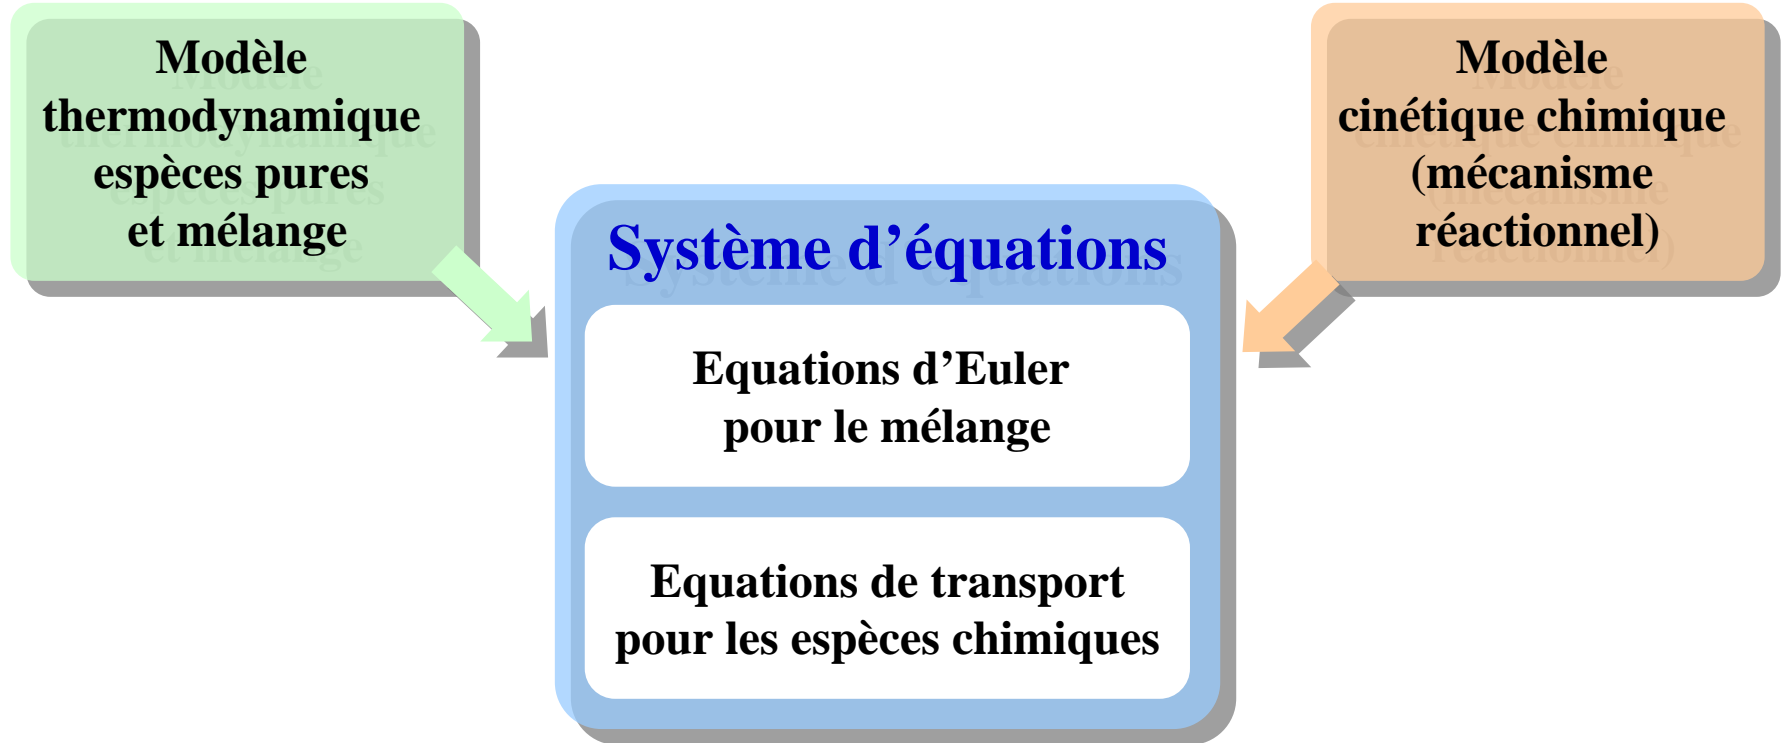 Modèle
thermodynamique
espèces pures
et mélange
Modèle
cinétique chimique
(mécanisme
réactionnel)
Système d’équations
Equations d’Euler
pour le mélange
Equations de transport
pour les espèces chimiques